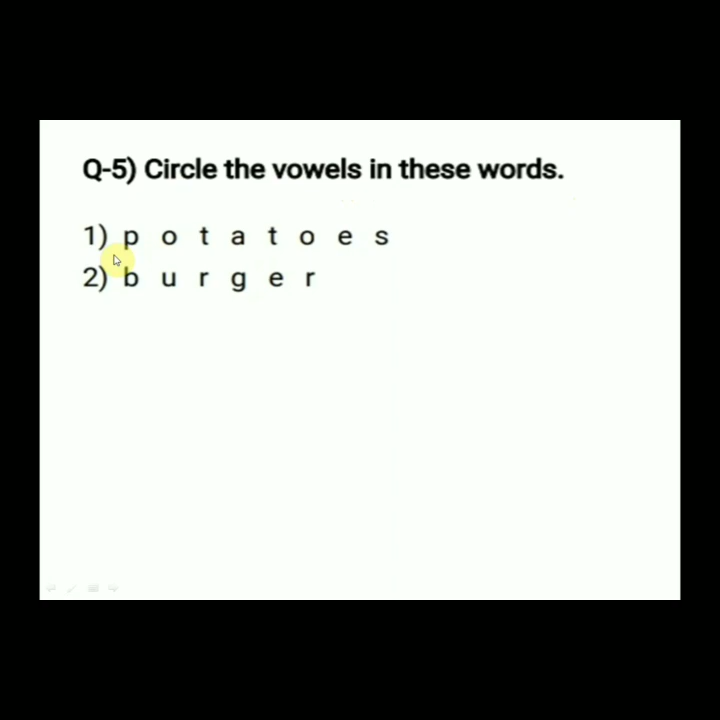 Q-5) Circle the vowels in these words.
1) p o t a t o e s
2) b u r g e r